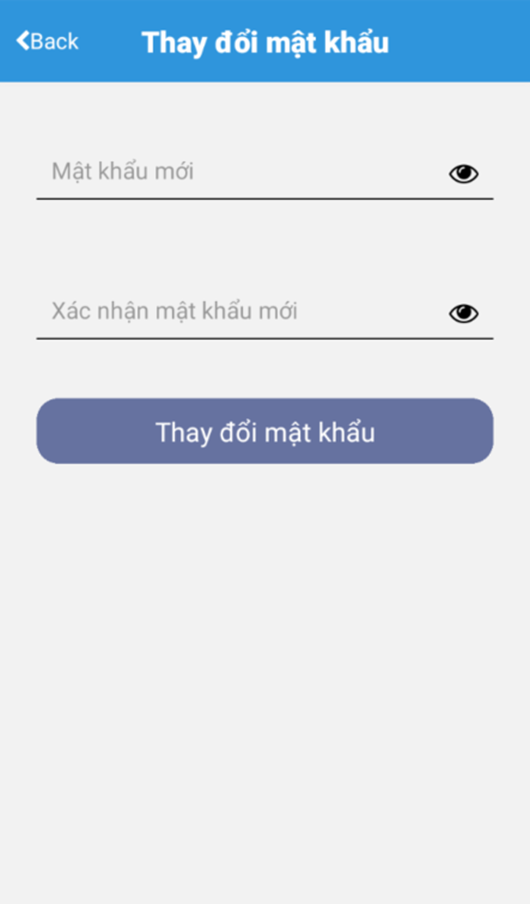 Back
Thay đổi mật khẩu
Mật khẩu mới
Xác nhận mật khẩu mới
Thay đổi mật khẩu